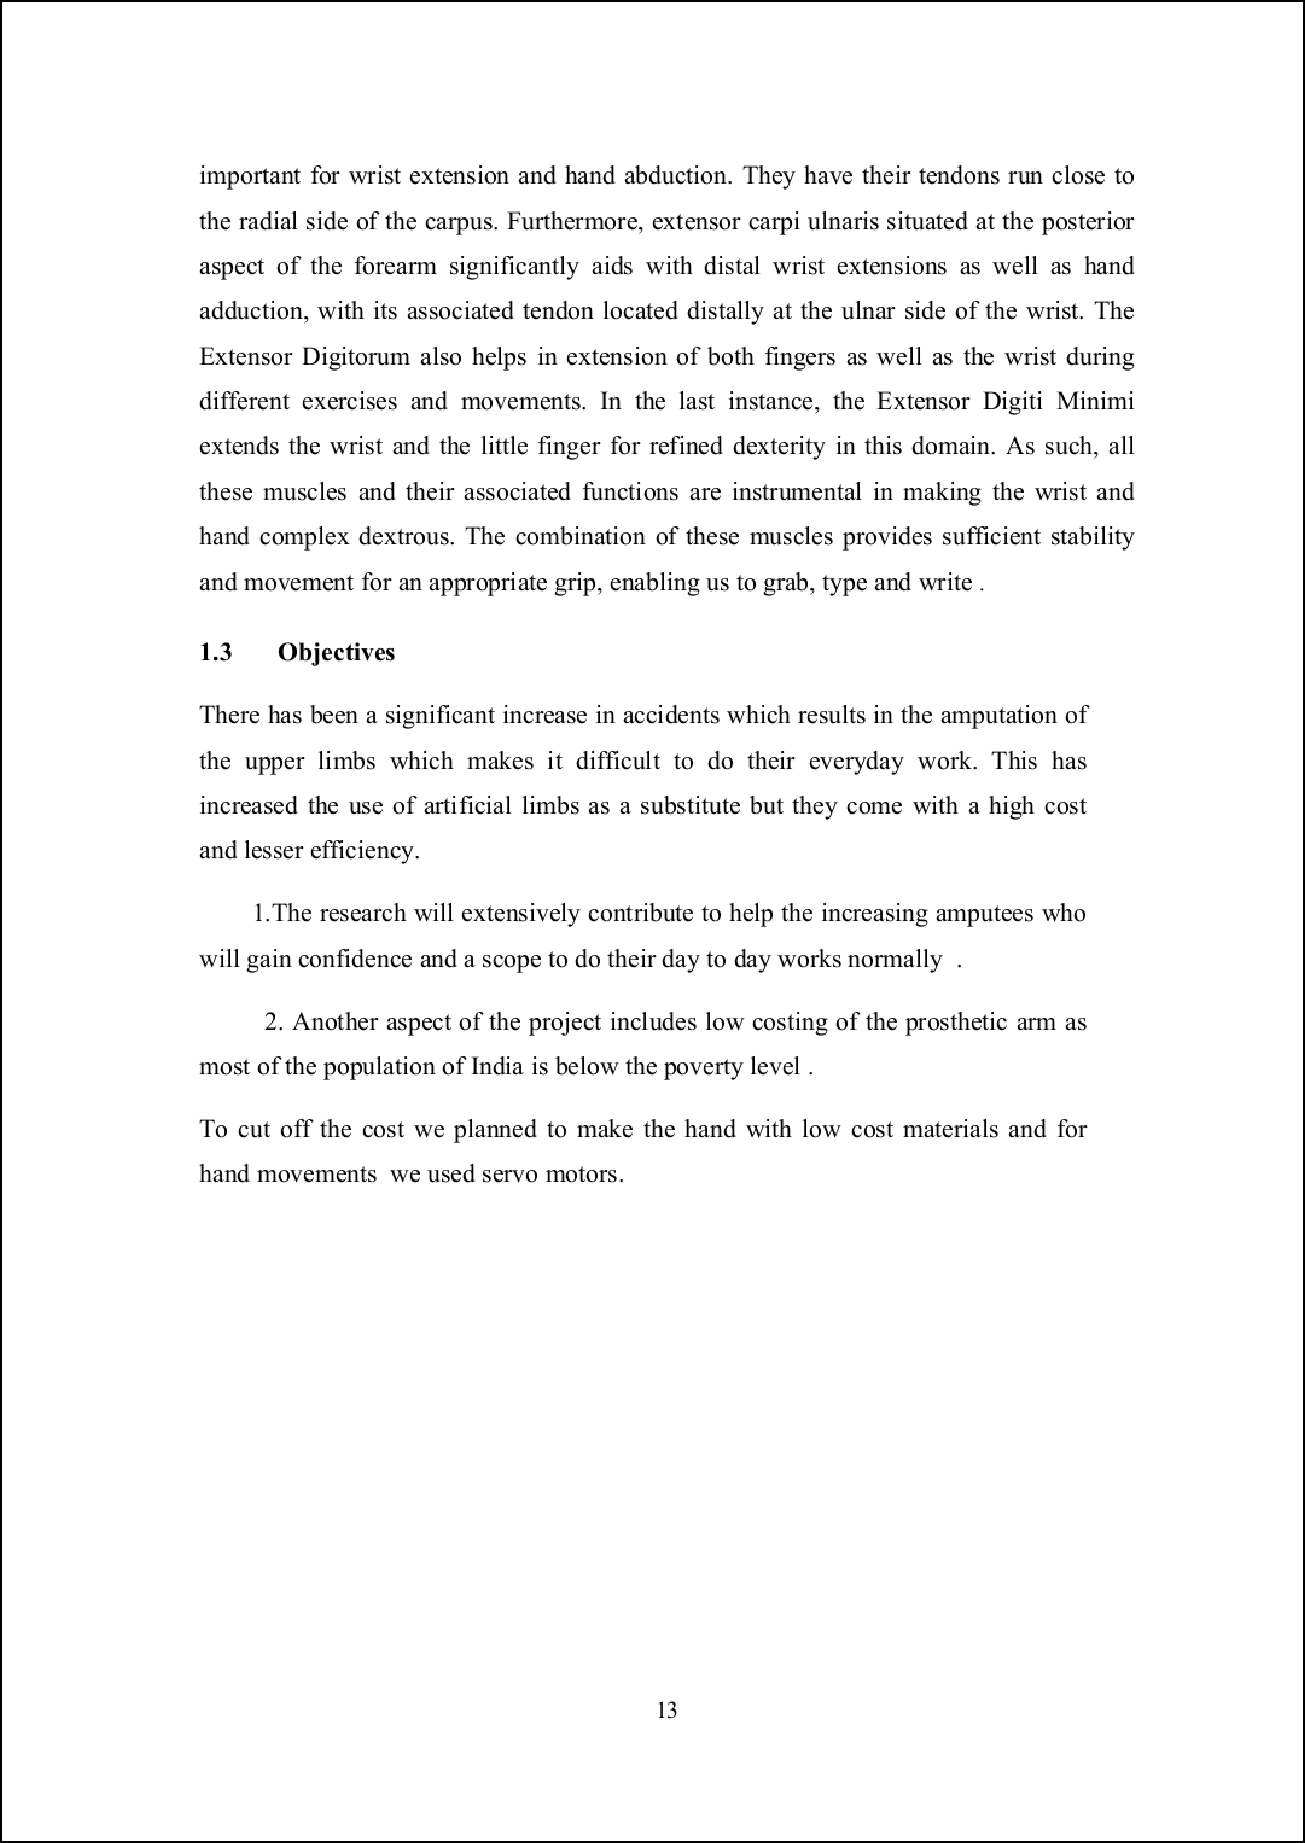 important for wrist extension and hand abduction. They have their tendons run close to
the radial side of the carpus. Furthermore, extensor carpi ulnaris situated at the posterior
aspect of the forearm significantly aids with distal wrist extensions as well as hand
adduction, with its associated tendon located distally at the ulnar side of the wrist. The
Extensor Digitorum also helps in extension of both fingers as well as the wrist during
different exercises and movements. In the last instance, the Extensor Digiti Minimi
extends the wrist and the little finger for refined dexterity in this domain. As such, all
these muscles and their associated functions are instrumental in making the wrist and
hand complex dextrous. The combination of these muscles provides sufficient stability
and movement for an appropriate grip, enabling us to grab, type and write .
1.3 Objectives
There has been a significant increase in accidents which results in the amputation of
the upper limbs which makes it difficult to do their everyday work. This has
increased the use of artificial limbs as a substitute but they come with a high cost
and lesser efficiency.
1.The research will extensively contribute to help the increasing amputees who
will gain confidence and a scope to do their day to day works normally .
2. Another aspect of the project includes low costing of the prosthetic arm as
most of the population of India is below the poverty level .
To cut off the cost we planned to make the hand with low cost materials and for
hand movements we used servo motors.
13